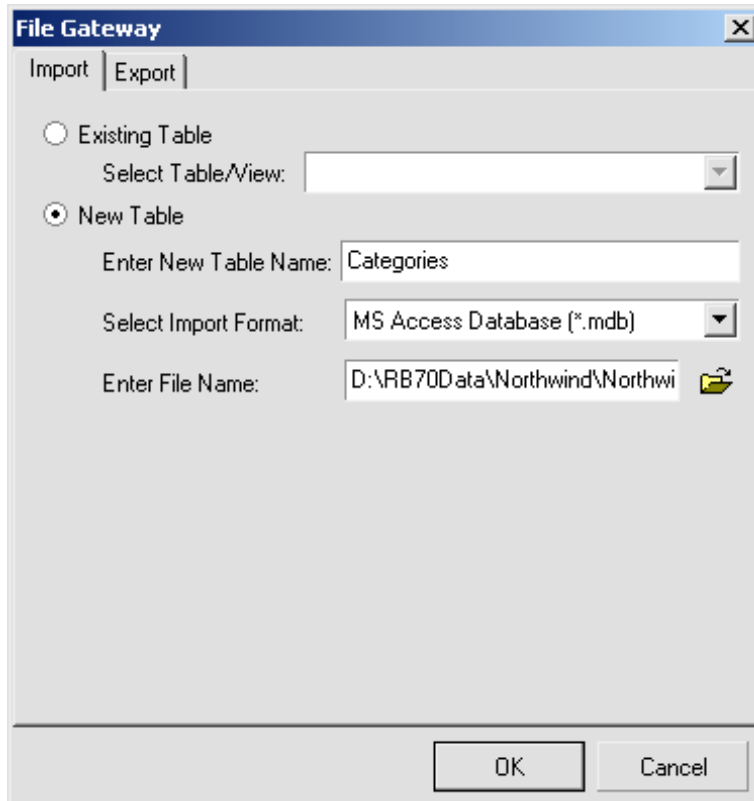 File Gateway
Import Export
Existing Table
Select Table/View:
New Table
Enter New Table Name: Categories
Select Import Format: MS Access Database (*.mdb)
Enter File Name: D:\RB70Data\Northwind\Northwi
OK Cancel